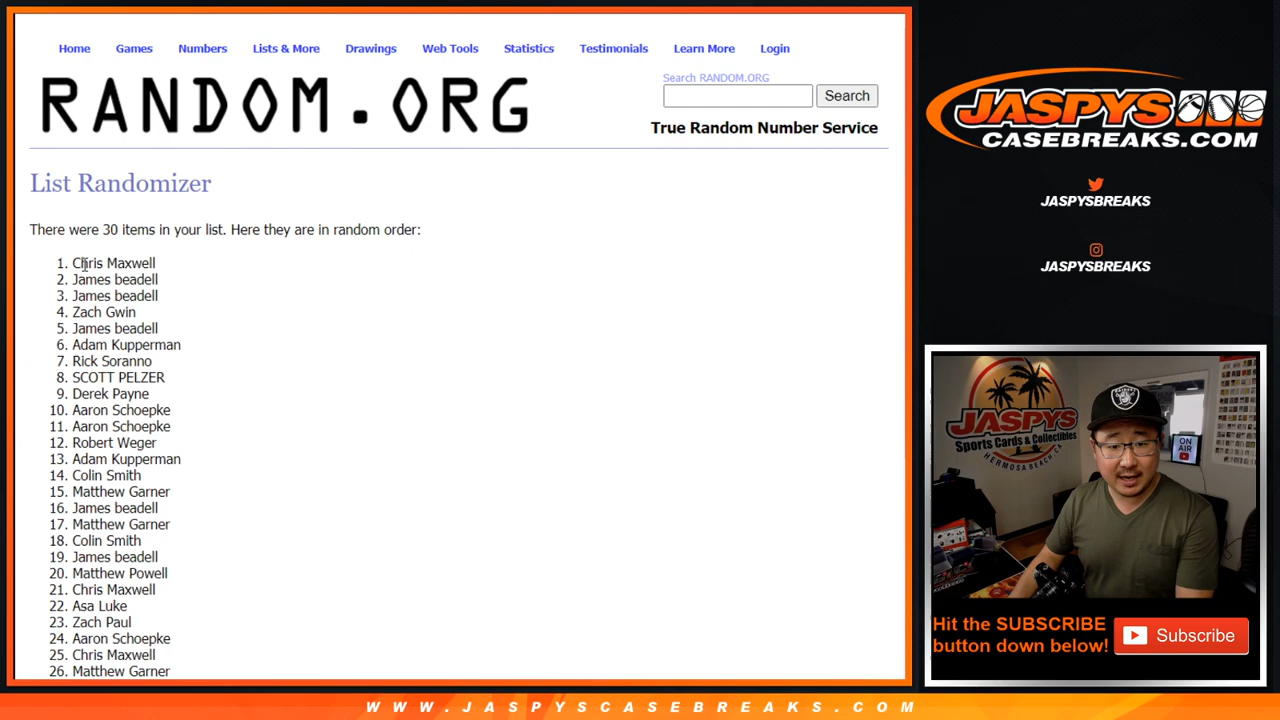 Home Games Numbers Lists & More Drawings Web Tools Statistics Testimonials Learn More Login
RANDOM.ORG
Search RANDOM.ORG
Search
True Random Number Service
List Randomizer
There were 30 items in your list. Here they are in random order:
1. Chris Maxwell
2. James beadell
3. James beadell
4. Zach Gwin
5. James beadell
6. Adam Kupperman
7. Rick Soranno
8. SCOTT PELZER
9. Derek Payne
10. Aaron Schoepke
11. Aaron Schoepke
12. Robert Weger
13. Adam Kupperman
14. Colin Smith
15. Matthew Garner
16. James beadell
17. Matthew Garner
18. Colin Smith
19. James beadell
20. Matthew Powell
21. Chris Maxwell
22. Asa Luke
23. Zach Paul
24. Aaron Schoepke
25. Chris Maxwell
26. Matthew Garner
JASPYS
CASEBREAKS.COM
JASPYSBREAKS
JASPYSBREAKS
JASPYS
Sports Cards & Collectibles
HERMOSA BEACH, CA
RAIDERS
ON
AIR
Hit the SUBSCRIBE
button down below!
Subscribe
WWW.JASPYSCASEBREAKS.COM